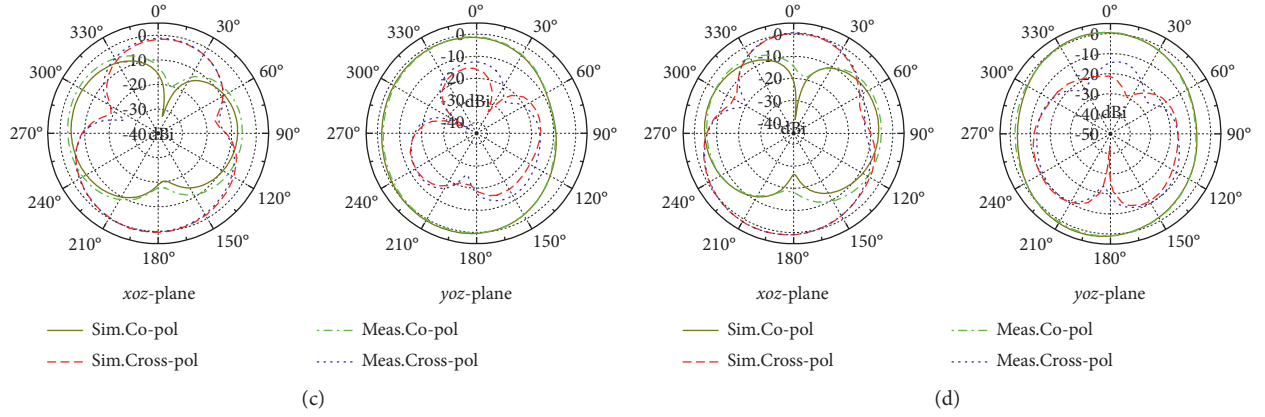 0° 0° 0° 0°
330° 30° 330° 30° 330° 30° 330° 30°
0 0 0 0
-10 -10 -10 -10
300° 60° 300° 60° 300° 60° 300° 60°
-20 -20 -20 -20
-30 -30 -30 -30
-40 dBi -40 dBi -40 dBi -40 dBi -50
270° 90° 270° 90° 270° 90° 270° 90°
240° 120° 240° 120° 240° 120° 240° 120°
210° 150° 210° 150° 210° 150° 210° 150°
180° 180° 180° 180°
xoz-plane yoz-plane xoz-plane yoz-plane
Sim.Co-pol Meas.Co-pol Sim.Co-pol Meas.Co-pol
Sim.Cross-pol Meas.Cross-pol Sim.Cross-pol Meas.Cross-pol
(c) (d)